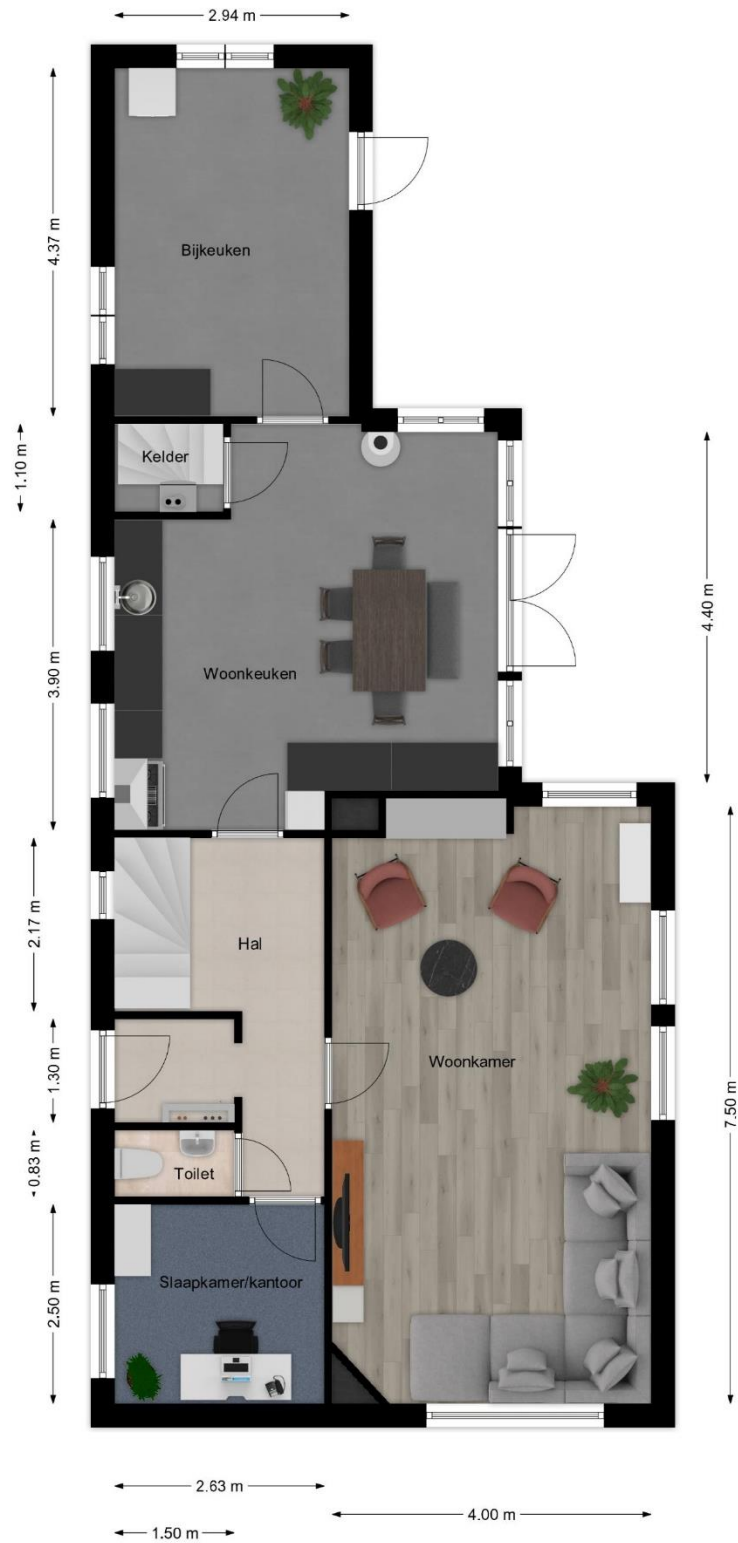 2.94 m
4.37 m
Bijkeuken
1.10 m
Kelder
4.40 m
3.90 m
Woonkeuken
2.17 m
Hal
1.30 m
Woonkamer
7.50 m
0.83 m
Toilet
2.50 m
Slaapkamer/kantoor
2.63 m
4.00 m
1.50 m